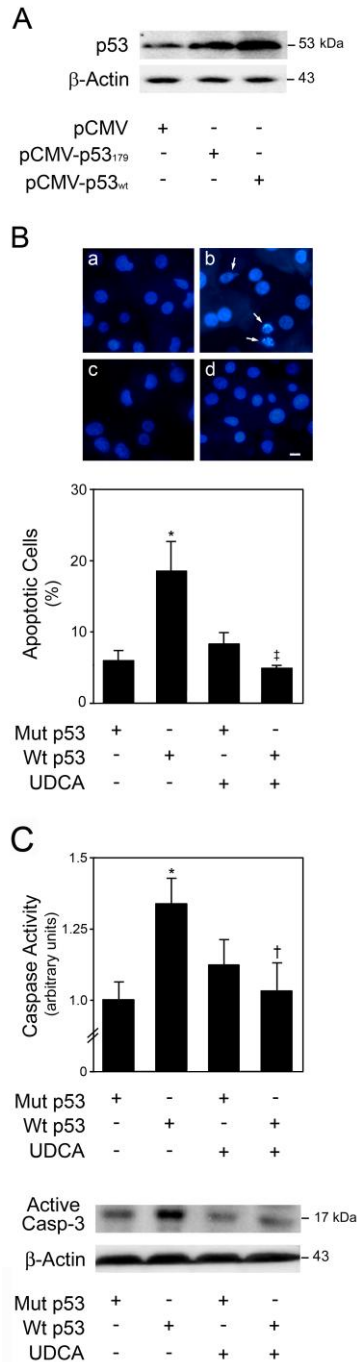 A
p53 – 53 kDa
β-Actin – 43
pCMV + - -
pCMV-p53₁₇₉ - + -
pCMV-p53wt - - +
B
a b
c d
30
20
10
0
Apoptotic Cells
(%)
* ‡
Mut p53 + - + -
Wt p53 - + - +
UDCA - - + +
C
1.5
1.25
1.0
0
Caspase Activity
(arbitrary units)
* †
Mut p53 + - + -
Wt p53 - + - +
UDCA - - + +
Active
Casp-3 – 17 kDa
β-Actin – 43
Mut p53 + - + -
Wt p53 - + - +
UDCA - - + +